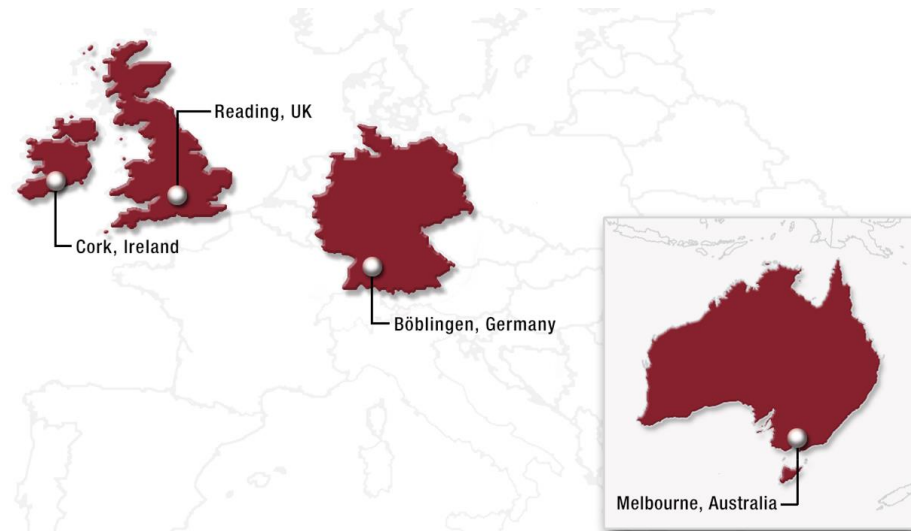 Reading, UK
Cork, Ireland
Böblingen, Germany
Melbourne, Australia